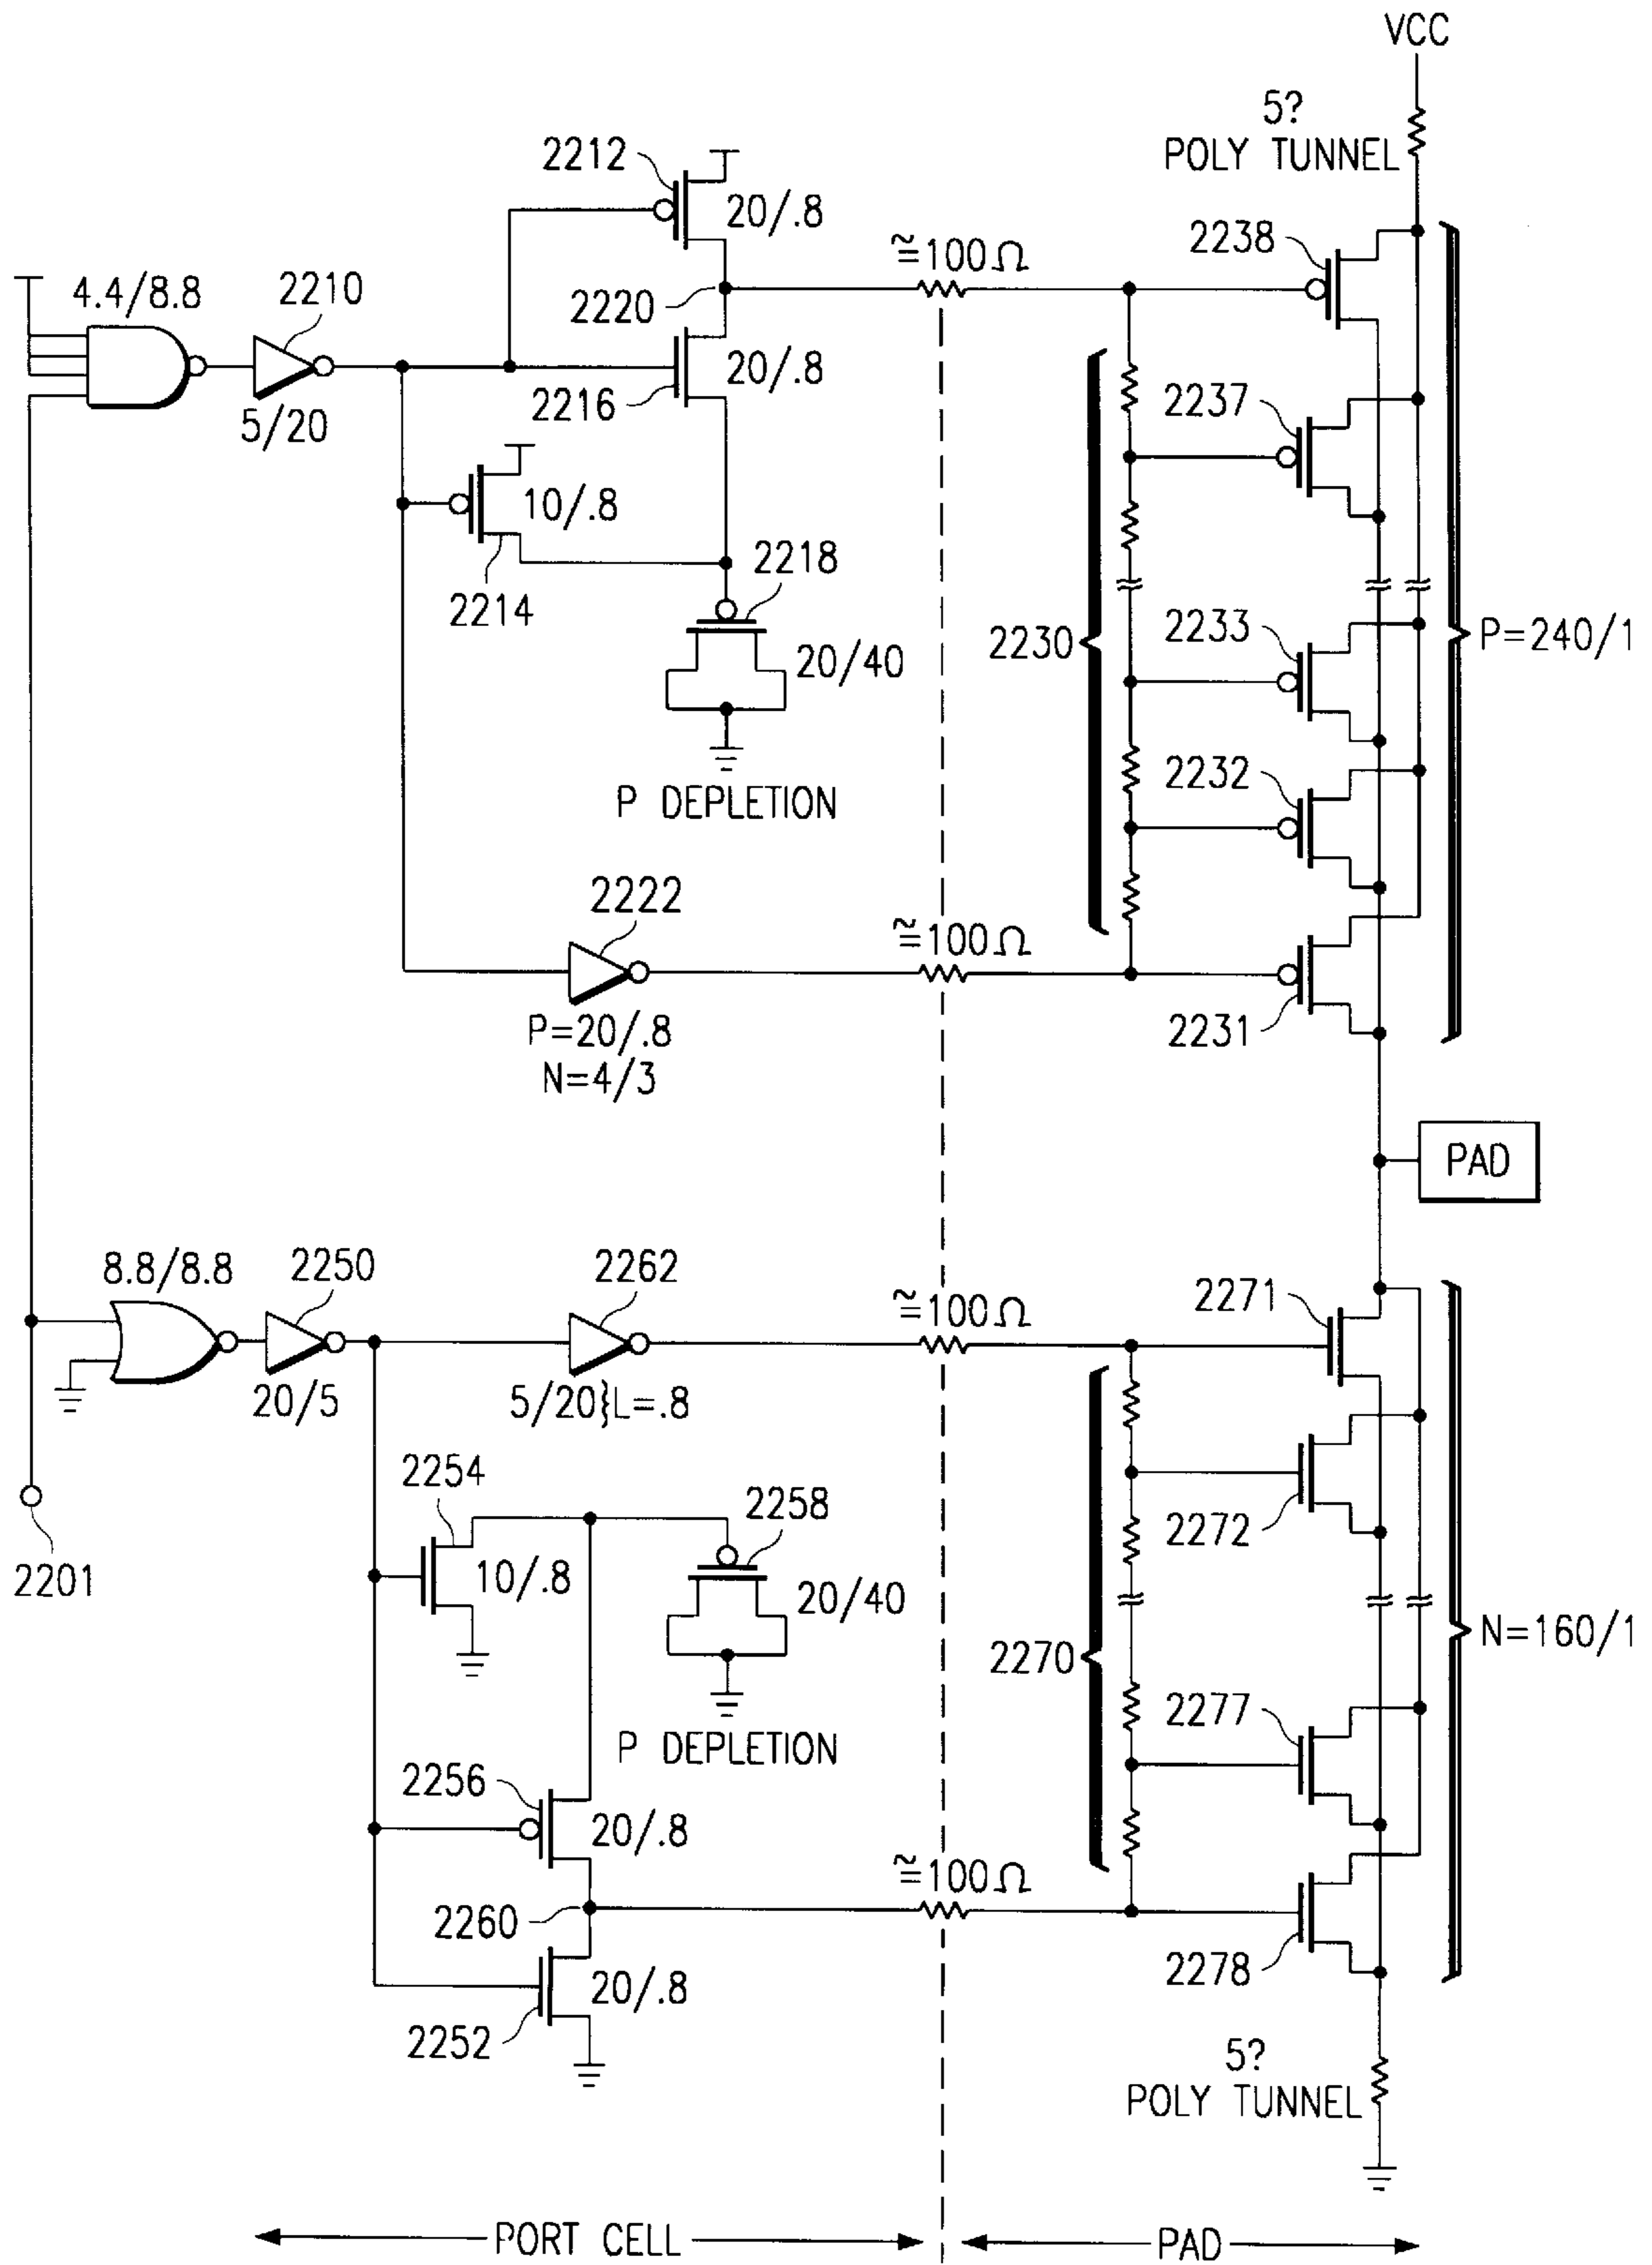 VCC
5?
POLY TUNNEL
2212
20/.8
2238
≅100Ω
4.4/8.8
2210
2220
5/20
2216
20/.8
2237
10/.8
2214
2218
2230
2233
P=240/1
20/40
P DEPLETION
2232
2222
≅100Ω
P=20/.8
N=4/3
2231
PAD
8.8/8.8
2250
2262
≅100Ω
2271
20/5
5/20}L=.8
2254
2258
2272
2201
10/.8
20/40
2270
N=160/1
P DEPLETION
2277
2256
20/.8
≅100Ω
2260
2278
20/.8
2252
5?
POLY TUNNEL
PORT CELL
PAD